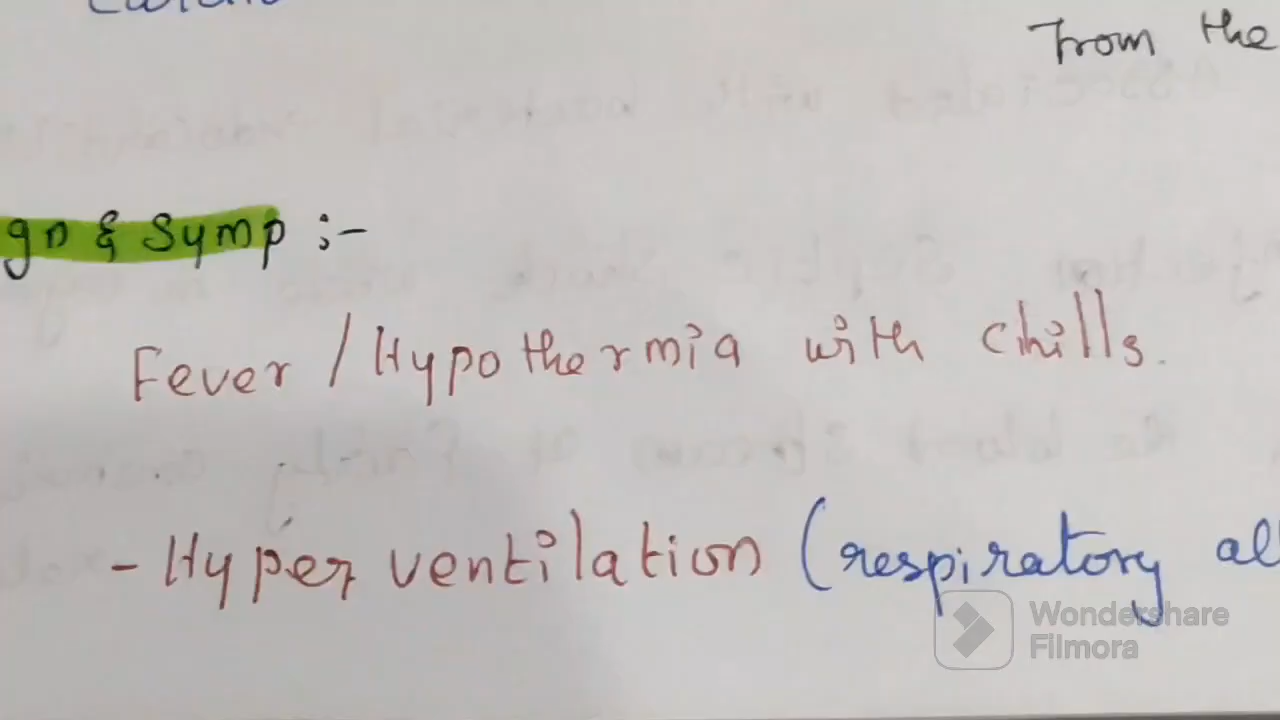 From the
gn & Symp :-
Fever / Hypothermia with chills.
- Hyper ventilation (respiratory al
Wondershare
Filmora